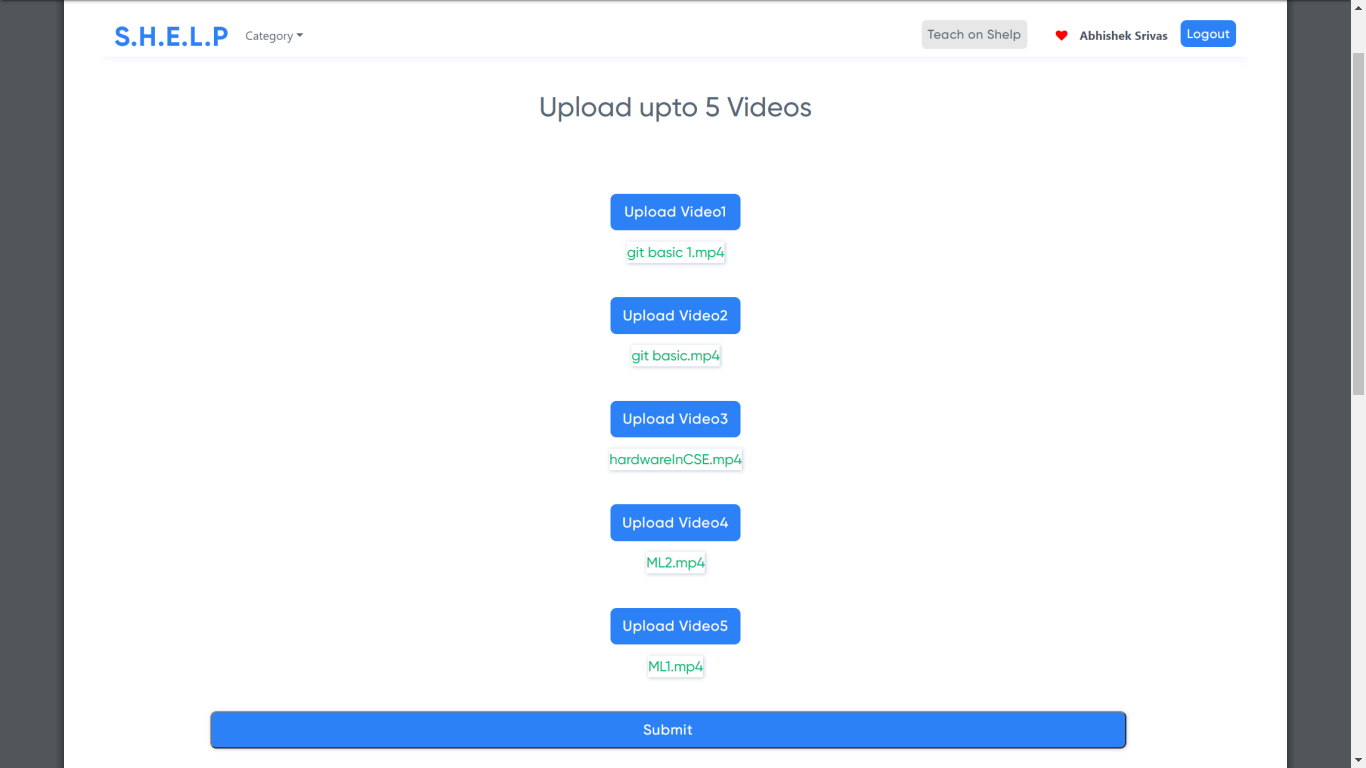 S.H.E.L.P Category Teach on Shelp Abhishek Srivas Logout
Upload upto 5 Videos
Upload Video1
git basic 1.mp4
Upload Video2
git basic.mp4
Upload Video3
hardwareInCSE.mp4
Upload Video4
ML2.mp4
Upload Video5
ML1.mp4
Submit